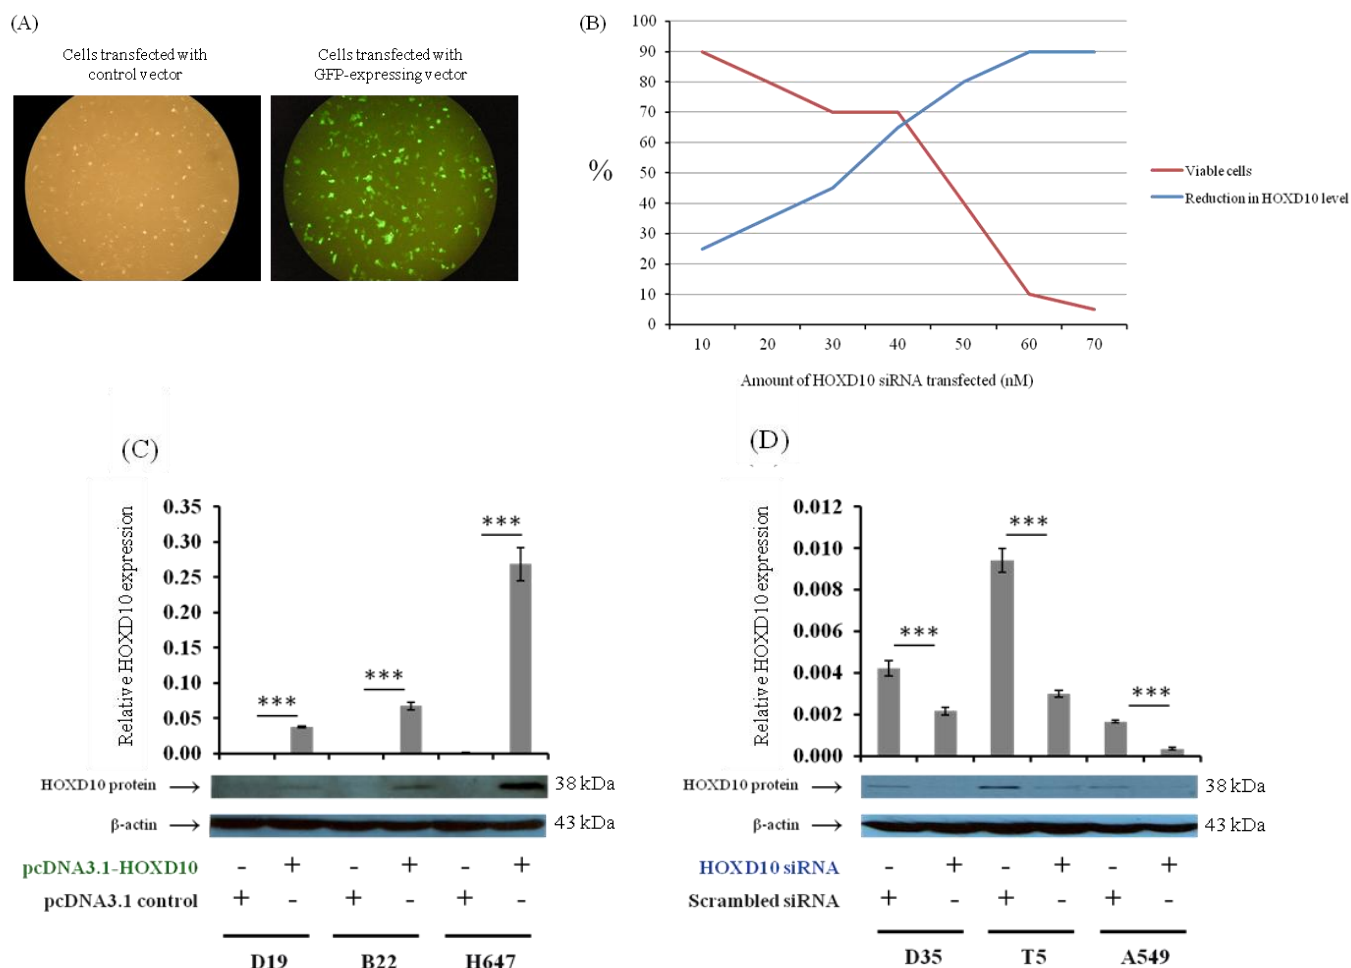 (A)
Cells transfected with
control vector
Cells transfected with
GFP-expressing vector
(B)
100
90
80
70
60
50
40
30
20
10
0
%
10 20 30 40 50 60 70
Amount of HOXD10 siRNA transfected (nM)
Viable cells
Reduction in HOXD10 level
(C)
Relative HOXD10 expression
0.35
0.30
0.25
0.20
0.15
0.10
0.05
0.00
*** *** ***
HOXD10 protein → 38 kDa
β-actin → 43 kDa
pcDNA3.1-HOXD10 - + - + - +
pcDNA3.1 control + - + - + -
D19 B22 H647
(D)
Relative HOXD10 expression
0.012
0.010
0.008
0.006
0.004
0.002
0.000
*** *** ***
HOXD10 protein → 38 kDa
β-actin → 43 kDa
HOXD10 siRNA - + - + - +
Scrambled siRNA + - + - + -
D35 T5 A549